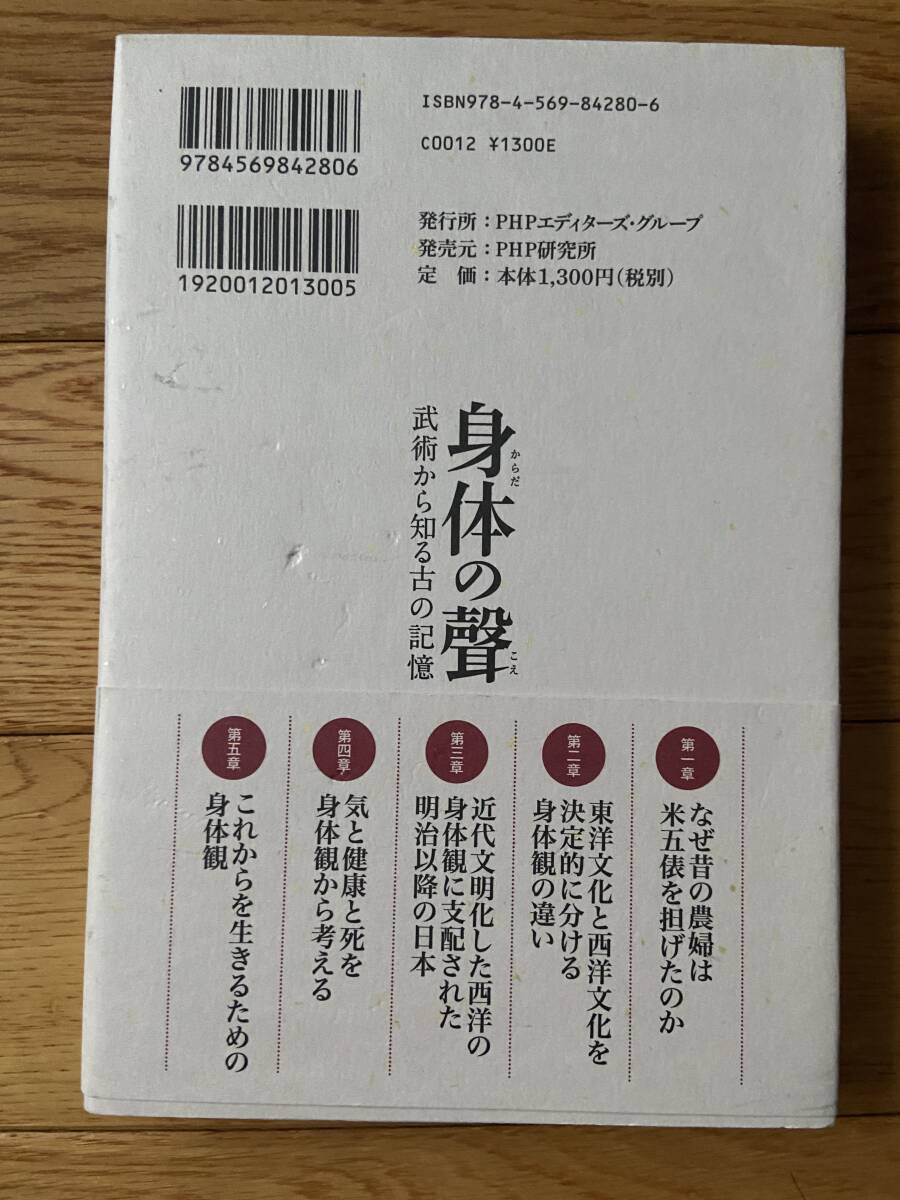 9784569842806
ISBN978-4-569-84280-6
C0012 ¥1300E
1920012013005
発行所：PHPエディターズ・グループ
発売元：PHP研究所
定　価：本体1,300円（税別）
身体の聲
からだ
こえ
武術から知る古の記憶
第一章
なぜ昔の農婦は
米五俵を担げたのか
第二章
東洋文化と西洋文化を
決定的に分ける
身体観の違い
第三章
近代文明化した西洋の
身体観に支配された
明治以降の日本
第四章
気と健康と死を
身体観から考える
第五章
これからを生きるための
身体観